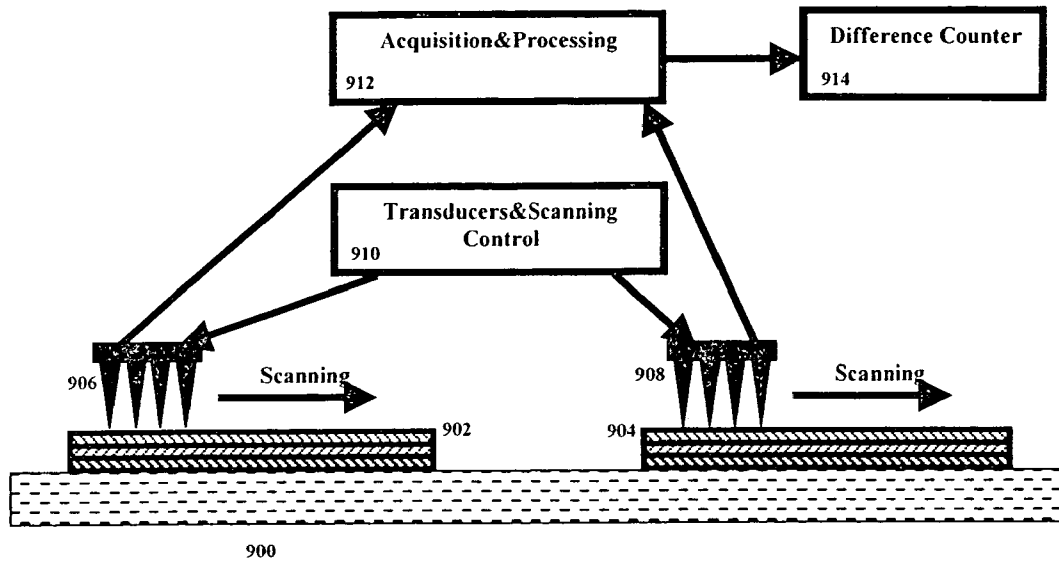 Acquisition&Processing
912
Difference Counter
914
Transducers&Scanning
Control
910
906
Scanning
902
908
Scanning
904
900